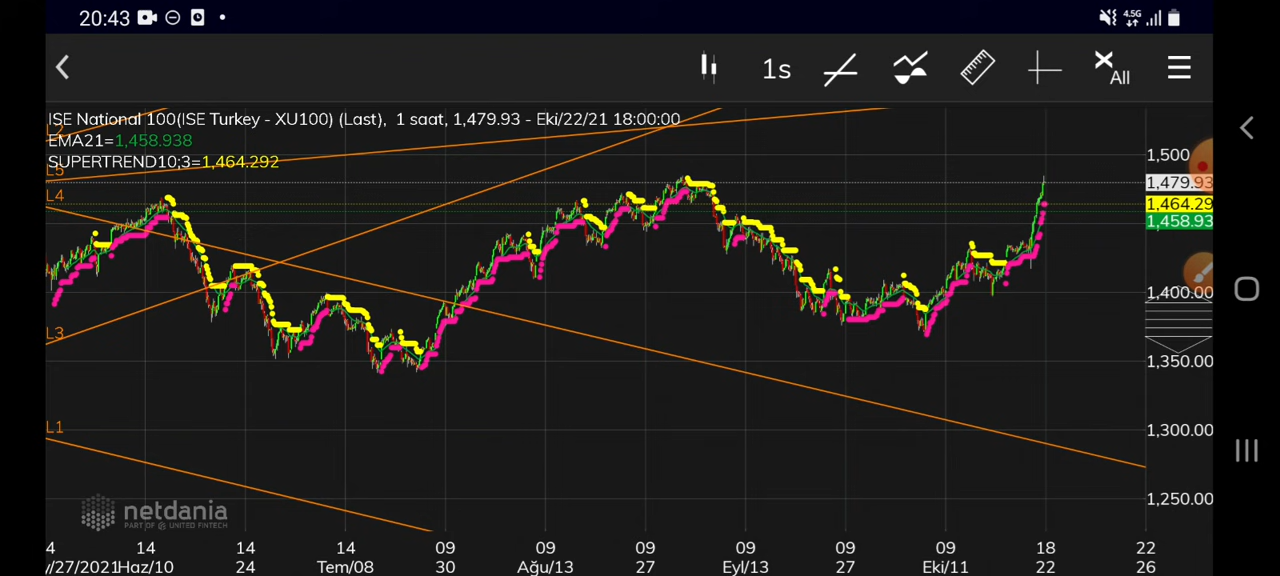 20:43
4.5G
1s
All
ISE National 100(ISE Turkey - XU100) (Last), 1 saat, 1,479.93 - Eki/22/21 18:00:00
EMA21=1,458.938
SUPERTREND10;3=1,464.292
L5
L4
L3
L1
1,500
1,479.93
1,464.29
1,458.93
1,400.00
1,350.00
1,300.00
1,250.00
netdania
PART OF UNITED FINTECH
4 14 14 14 09 09 09 09 09 09 18 22
/27/2021 Haz/10 24 Tem/08 30 Ağu/13 27 Eyl/13 27 Eki/11 22 26